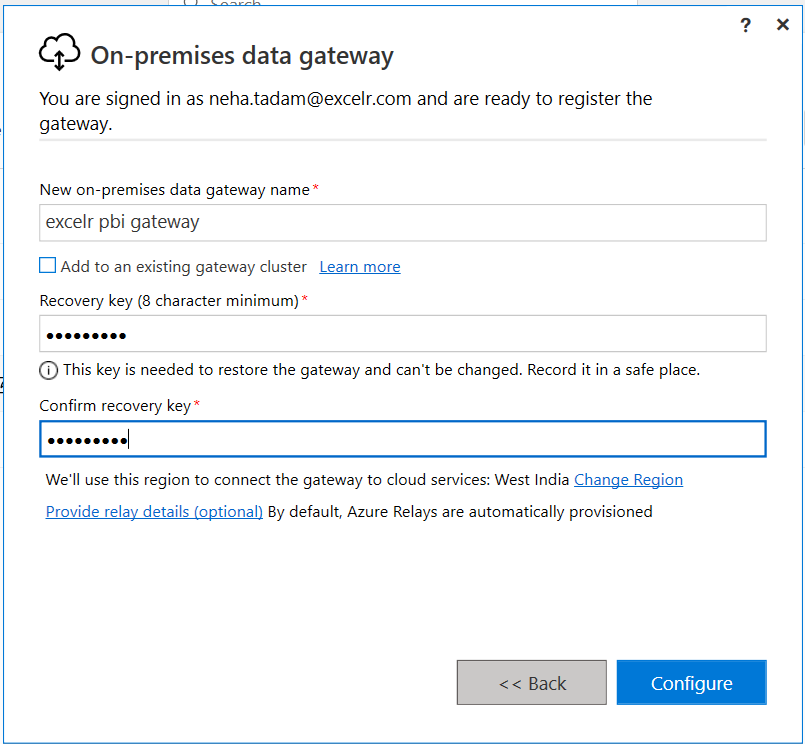 Search
? ×
On-premises data gateway
You are signed in as neha.tadam@excelr.com and are ready to register the
gateway.
New on-premises data gateway name*
excelr pbi gateway
Add to an existing gateway cluster Learn more
Recovery key (8 character minimum)*
•••••••••
This key is needed to restore the gateway and can't be changed. Record it in a safe place.
Confirm recovery key*
•••••••••
We'll use this region to connect the gateway to cloud services: West India Change Region
Provide relay details (optional) By default, Azure Relays are automatically provisioned
<< Back Configure